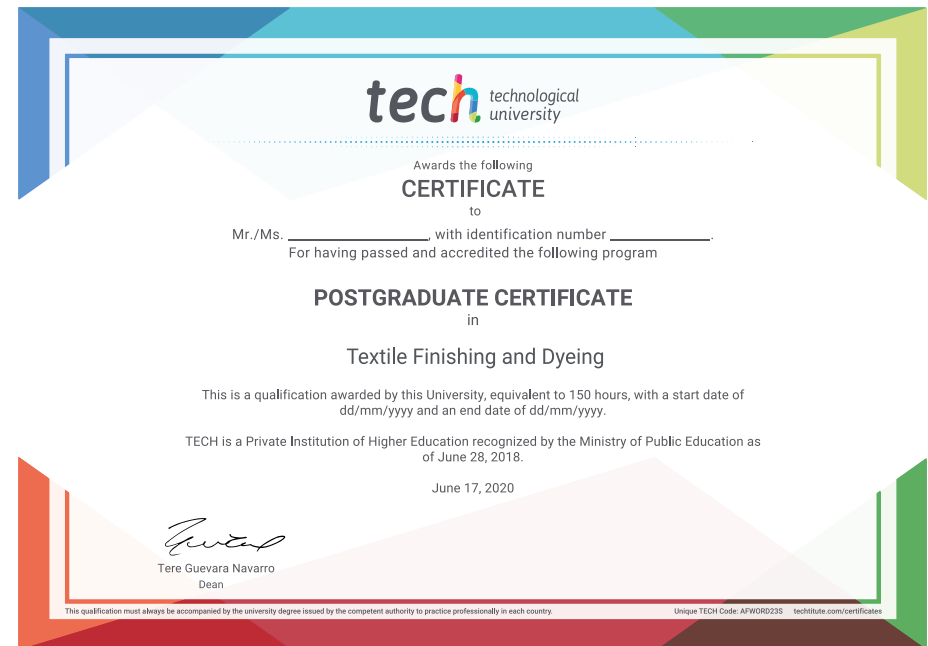 tech technological
university
Awards the following
CERTIFICATE
to
Mr./Ms. ____________________, with identification number ______________.
For having passed and accredited the following program
POSTGRADUATE CERTIFICATE
in
Textile Finishing and Dyeing
This is a qualification awarded by this University, equivalent to 150 hours, with a start date of
dd/mm/yyyy and an end date of dd/mm/yyyy.
TECH is a Private Institution of Higher Education recognized by the Ministry of Public Education as
of June 28, 2018.
June 17, 2020
Tere Guevara Navarro
Dean
This qualification must always be accompanied by the university degree issued by the competent authority to practice professionally in each country. Unique TECH Code: AFWORD23S techtitute.com/certificates